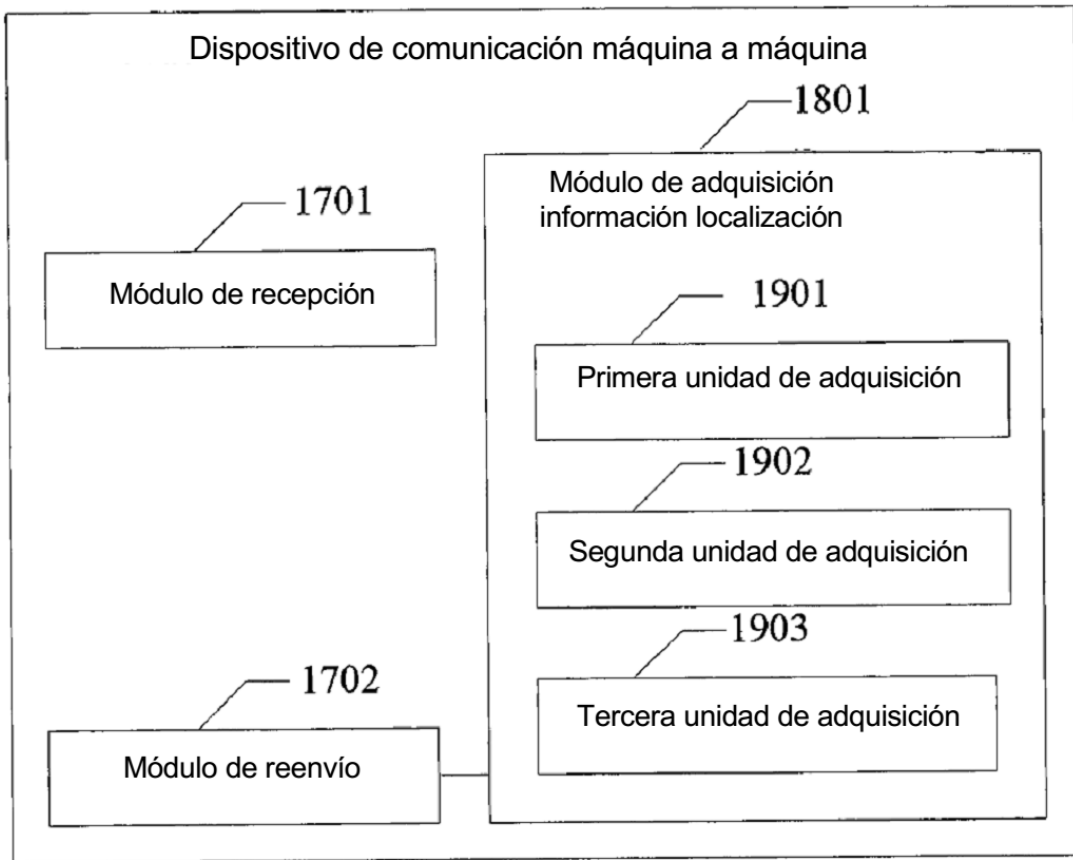 Dispositivo de comunicación máquina a máquina
1801
Módulo de adquisición
información localización
1701
Módulo de recepción
1901
Primera unidad de adquisición
1902
Segunda unidad de adquisición
1903
Tercera unidad de adquisición
1702
Módulo de reenvío